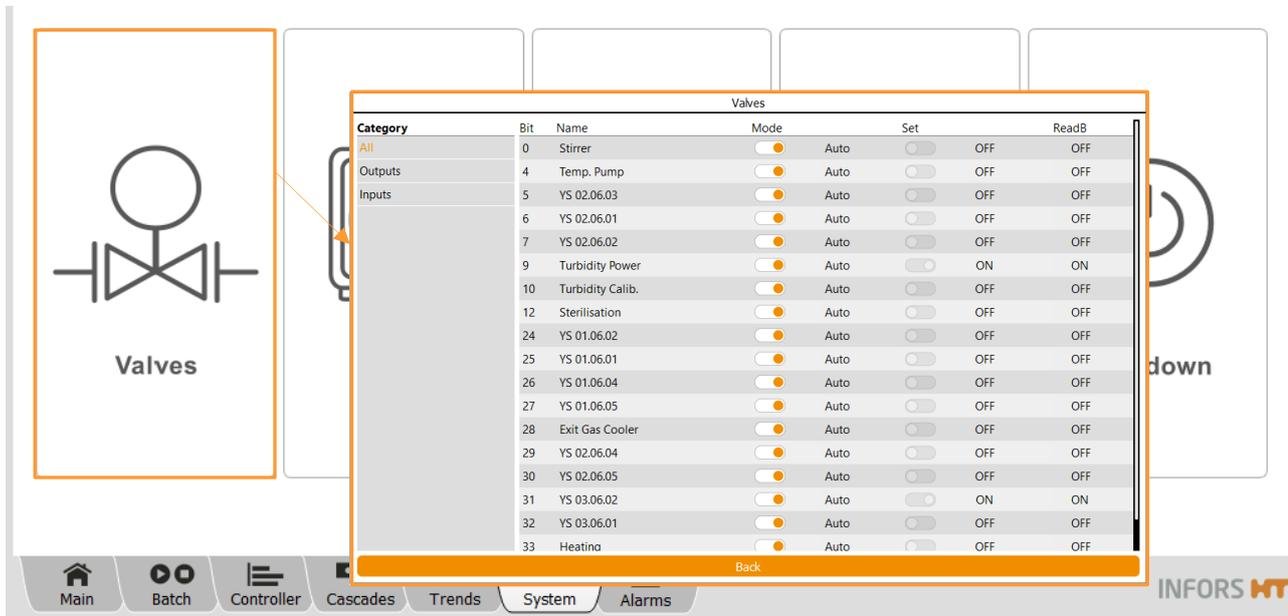 Valves
Category Bit Name Mode Set ReadB
All 0 Stirrer Auto OFF OFF
Outputs 4 Temp. Pump Auto OFF OFF
Inputs 5 YS 02.06.03 Auto OFF OFF
6 YS 02.06.01 Auto OFF OFF
7 YS 02.06.02 Auto OFF OFF
9 Turbidity Power Auto ON ON
10 Turbidity Calib. Auto OFF OFF
12 Sterilisation Auto OFF OFF
24 YS 01.06.02 Auto OFF OFF
25 YS 01.06.01 Auto OFF OFF
26 YS 01.06.04 Auto OFF OFF
27 YS 01.06.05 Auto OFF OFF
28 Exit Gas Cooler Auto OFF OFF
29 YS 02.06.04 Auto OFF OFF
30 YS 02.06.05 Auto OFF OFF
31 YS 03.06.02 Auto ON ON
32 YS 03.06.01 Auto OFF OFF
33 Heating Auto OFF OFF
Back
Valves
down
Main Batch Controller Cascades Trends System Alarms
INFORS HT